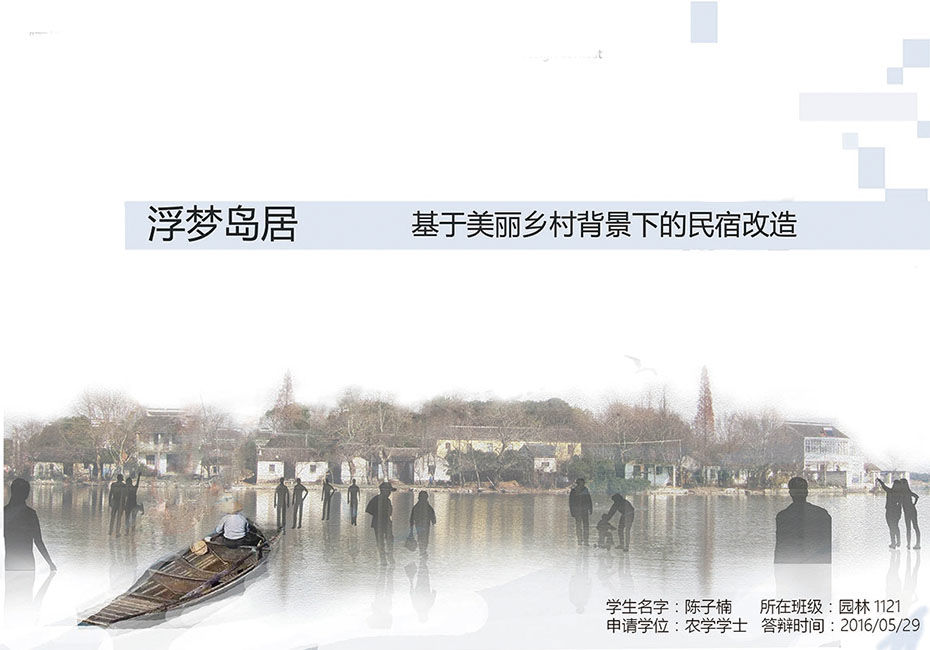 浮梦岛居 基于美丽乡村背景下的民宿改造
学生名字：陈子楠 所在班级：园林 1121
申请学位：农学学士 答辩时间：2016/05/29